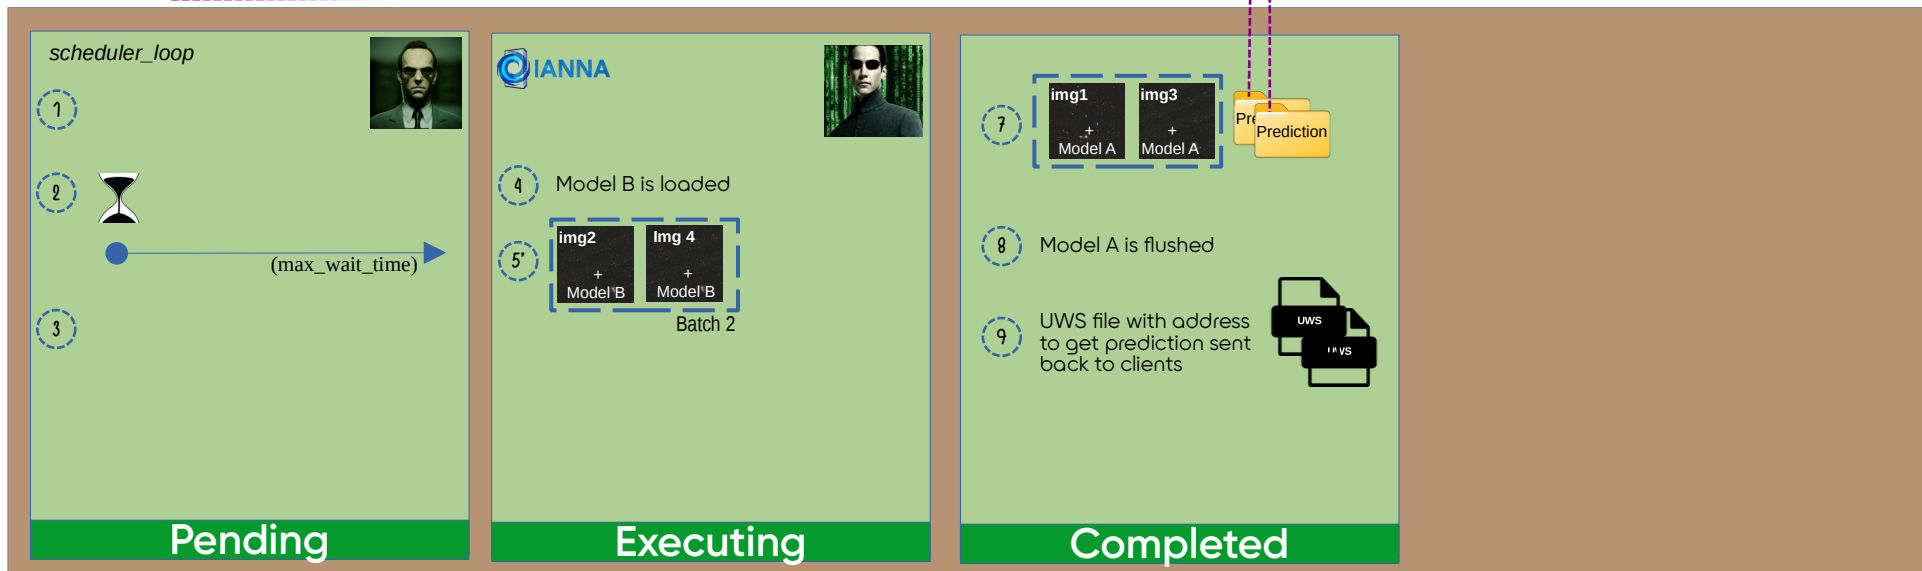 scheduler_loop
1
2
(max_wait_time)
3
Pending
IANNA
4
Model B is loaded
5'
img2
+
Model B
Img 4
+
Model B
Batch 2
Executing
7
img1
+
Model A
img3
+
Model A
Pre
Prediction
8
Model A is flushed
9
UWS file with address
to get prediction sent
back to clients
UWS
UWS
Completed